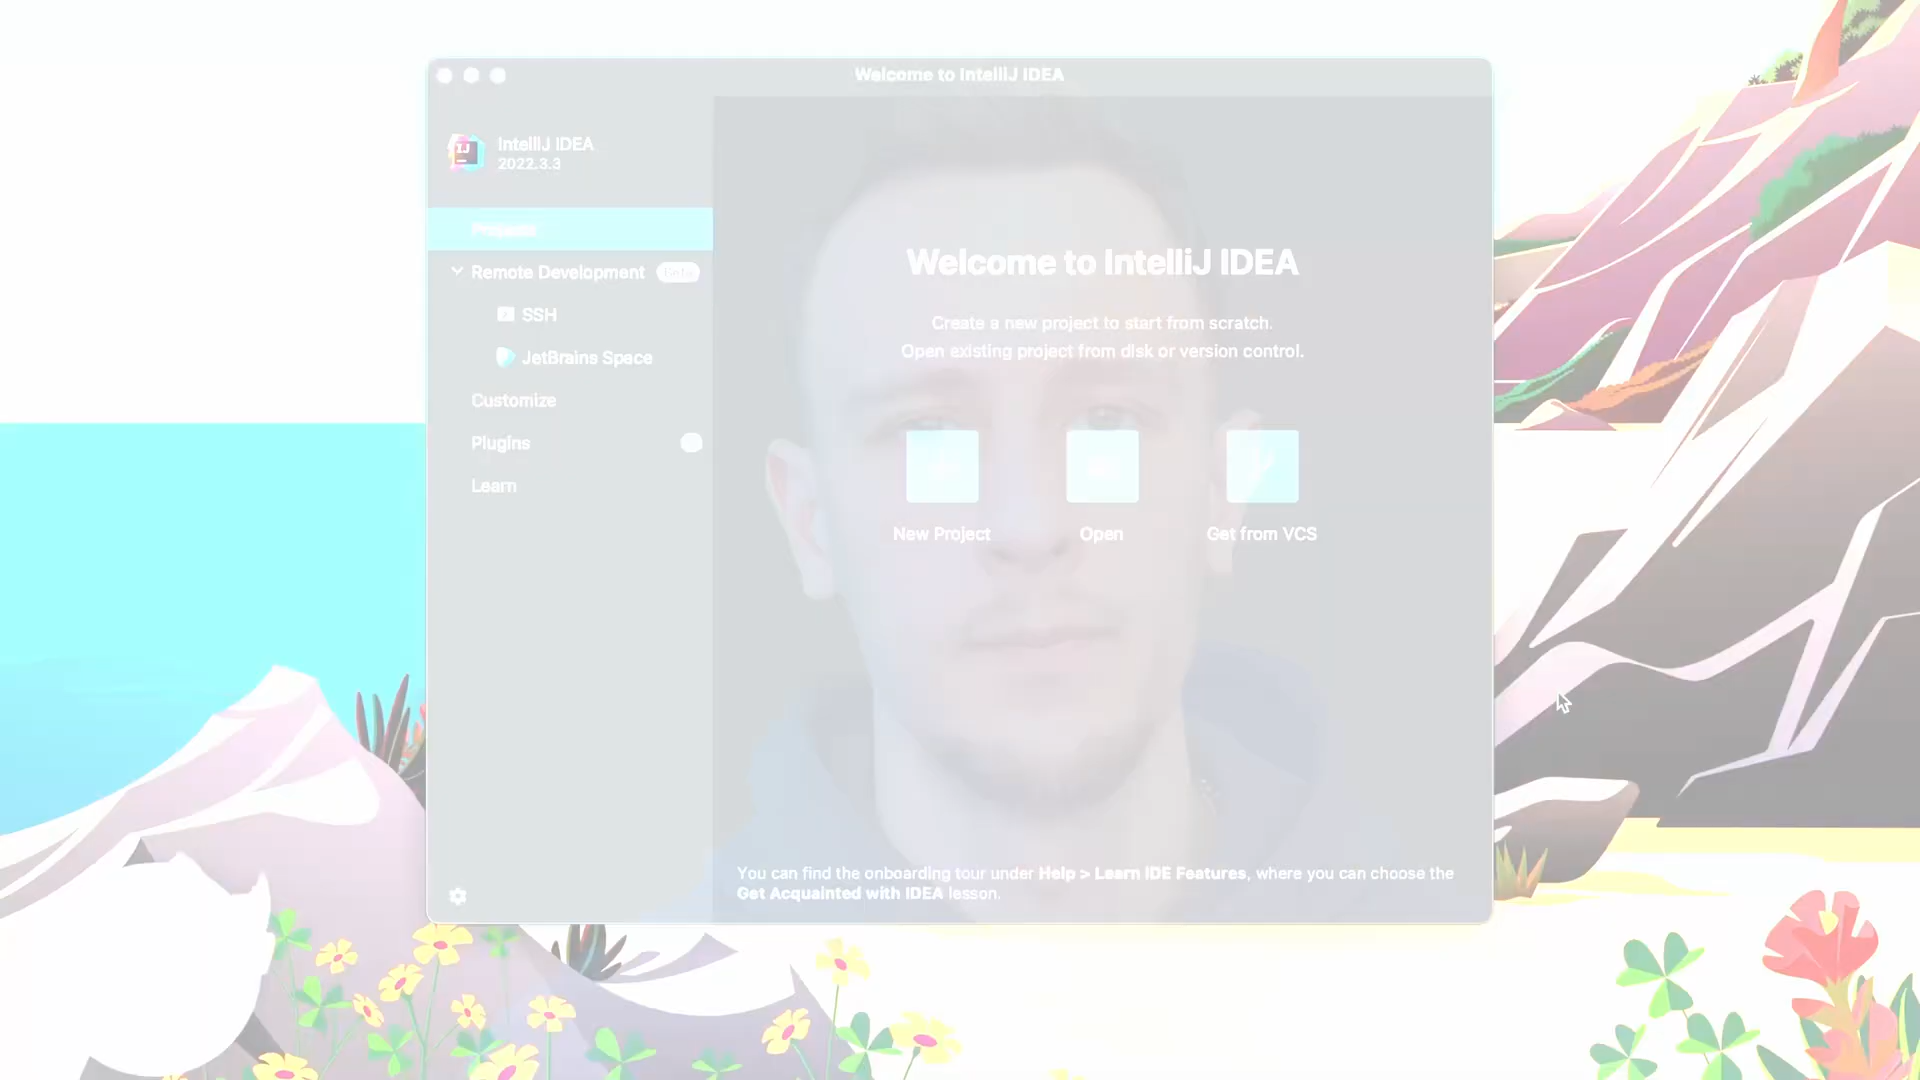 Welcome to IntelliJ IDEA
IJ
IntelliJ IDEA
2022.3.3
Projects
Remote Development Beta
SSH
JetBrains Space
Customize
Plugins
Learn
Welcome to IntelliJ IDEA
Create a new project to start from scratch.
Open existing project from disk or version control.
New Project
Open
Get from VCS
You can find the onboarding tour under Help > Learn IDE Features, where you can choose the
Get Acquainted with IDEA lesson.